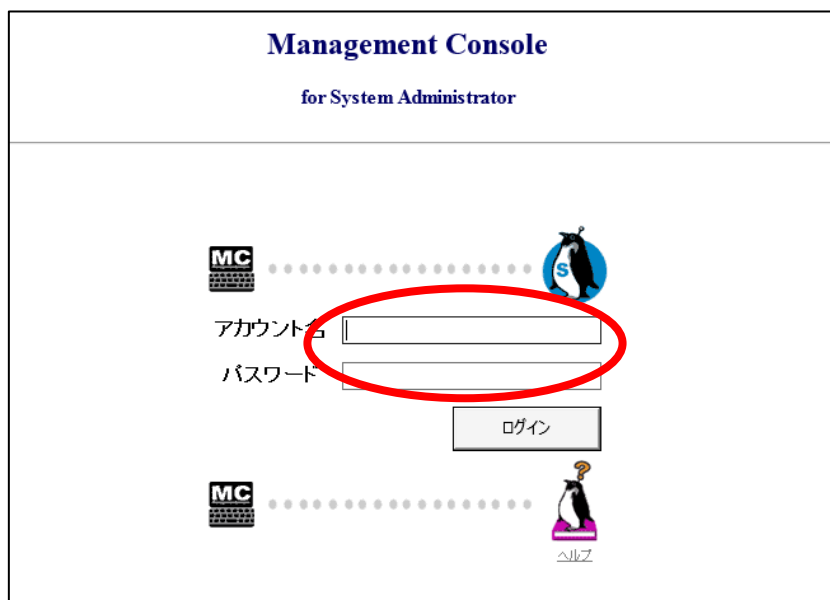 Management Console
for System Administrator
MC
S
アカウント名
パスワード
ログイン
MC
?
ヘルプ